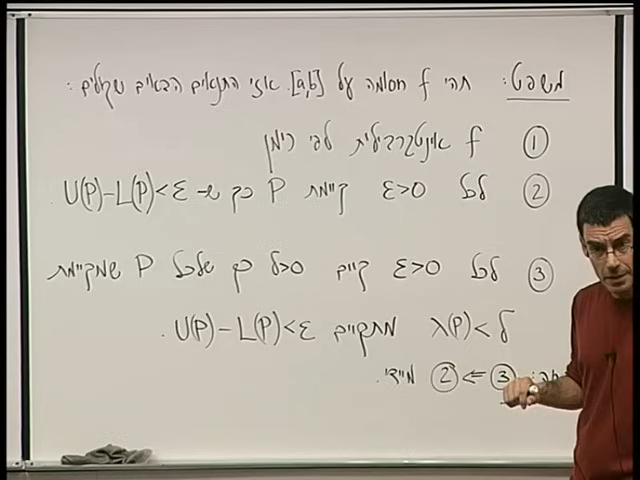 משפט: תהי f חסומה על [a,b]. אזי התנאים הבאים שקולים:
① f אינטגרבילית לפי רימן
② לכל ε>0 קיימת P כך ש- U(P)-L(P)<ε.
③ לכל ε>0 קיים δ>0 כך שלכל P שמקיימת
λ(P)<δ מתקיים U(P)-L(P)<ε.
③ ⇒ ② מיידי.